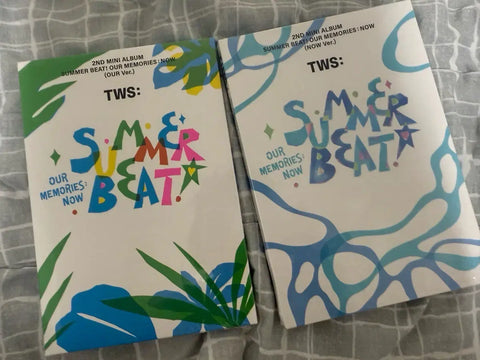 2ND MINI ALBUM
SUMMER BEAT! OUR MEMORIES : NOW
(OUR Ver.)
TWS:
SUMMER
BEAT!
OUR
MEMORIES:
NOW
2ND MINI ALBUM
SUMMER BEAT! OUR MEMORIES : NOW
(NOW Ver.)
TWS:
SUMMER
BEAT!
OUR
MEMORIES:
NOW